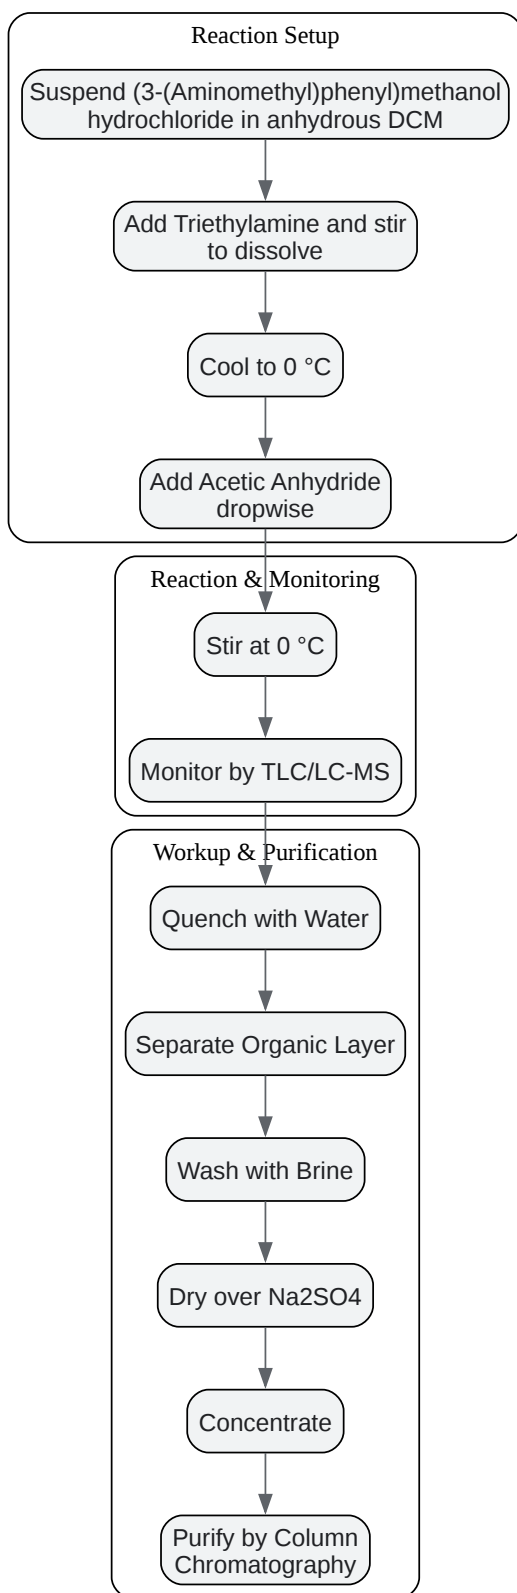 Reaction Setup
Suspend (3-(Aminomethyl)phenyl)methanol
hydrochloride in anhydrous DCM
Add Triethylamine and stir
to dissolve
Cool to 0 °C
Add Acetic Anhydride
dropwise
Reaction & Monitoring
Stir at 0 °C
Monitor by TLC/LC-MS
Workup & Purification
Quench with Water
Separate Organic Layer
Wash with Brine
Dry over Na2SO4
Concentrate
Purify by Column
Chromatography